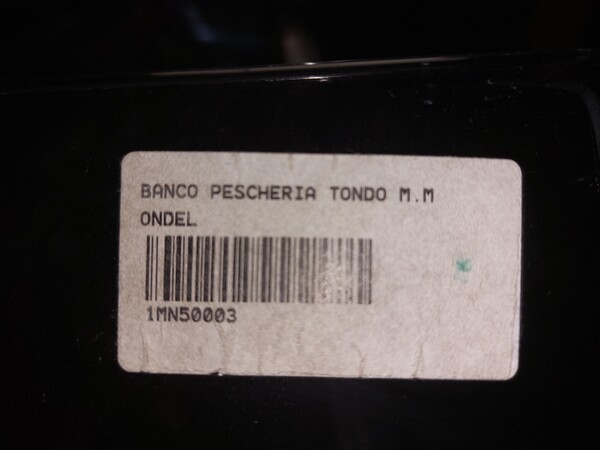 BANCO PESCHERIA TONDO M.M
ONDEL
1MN50003